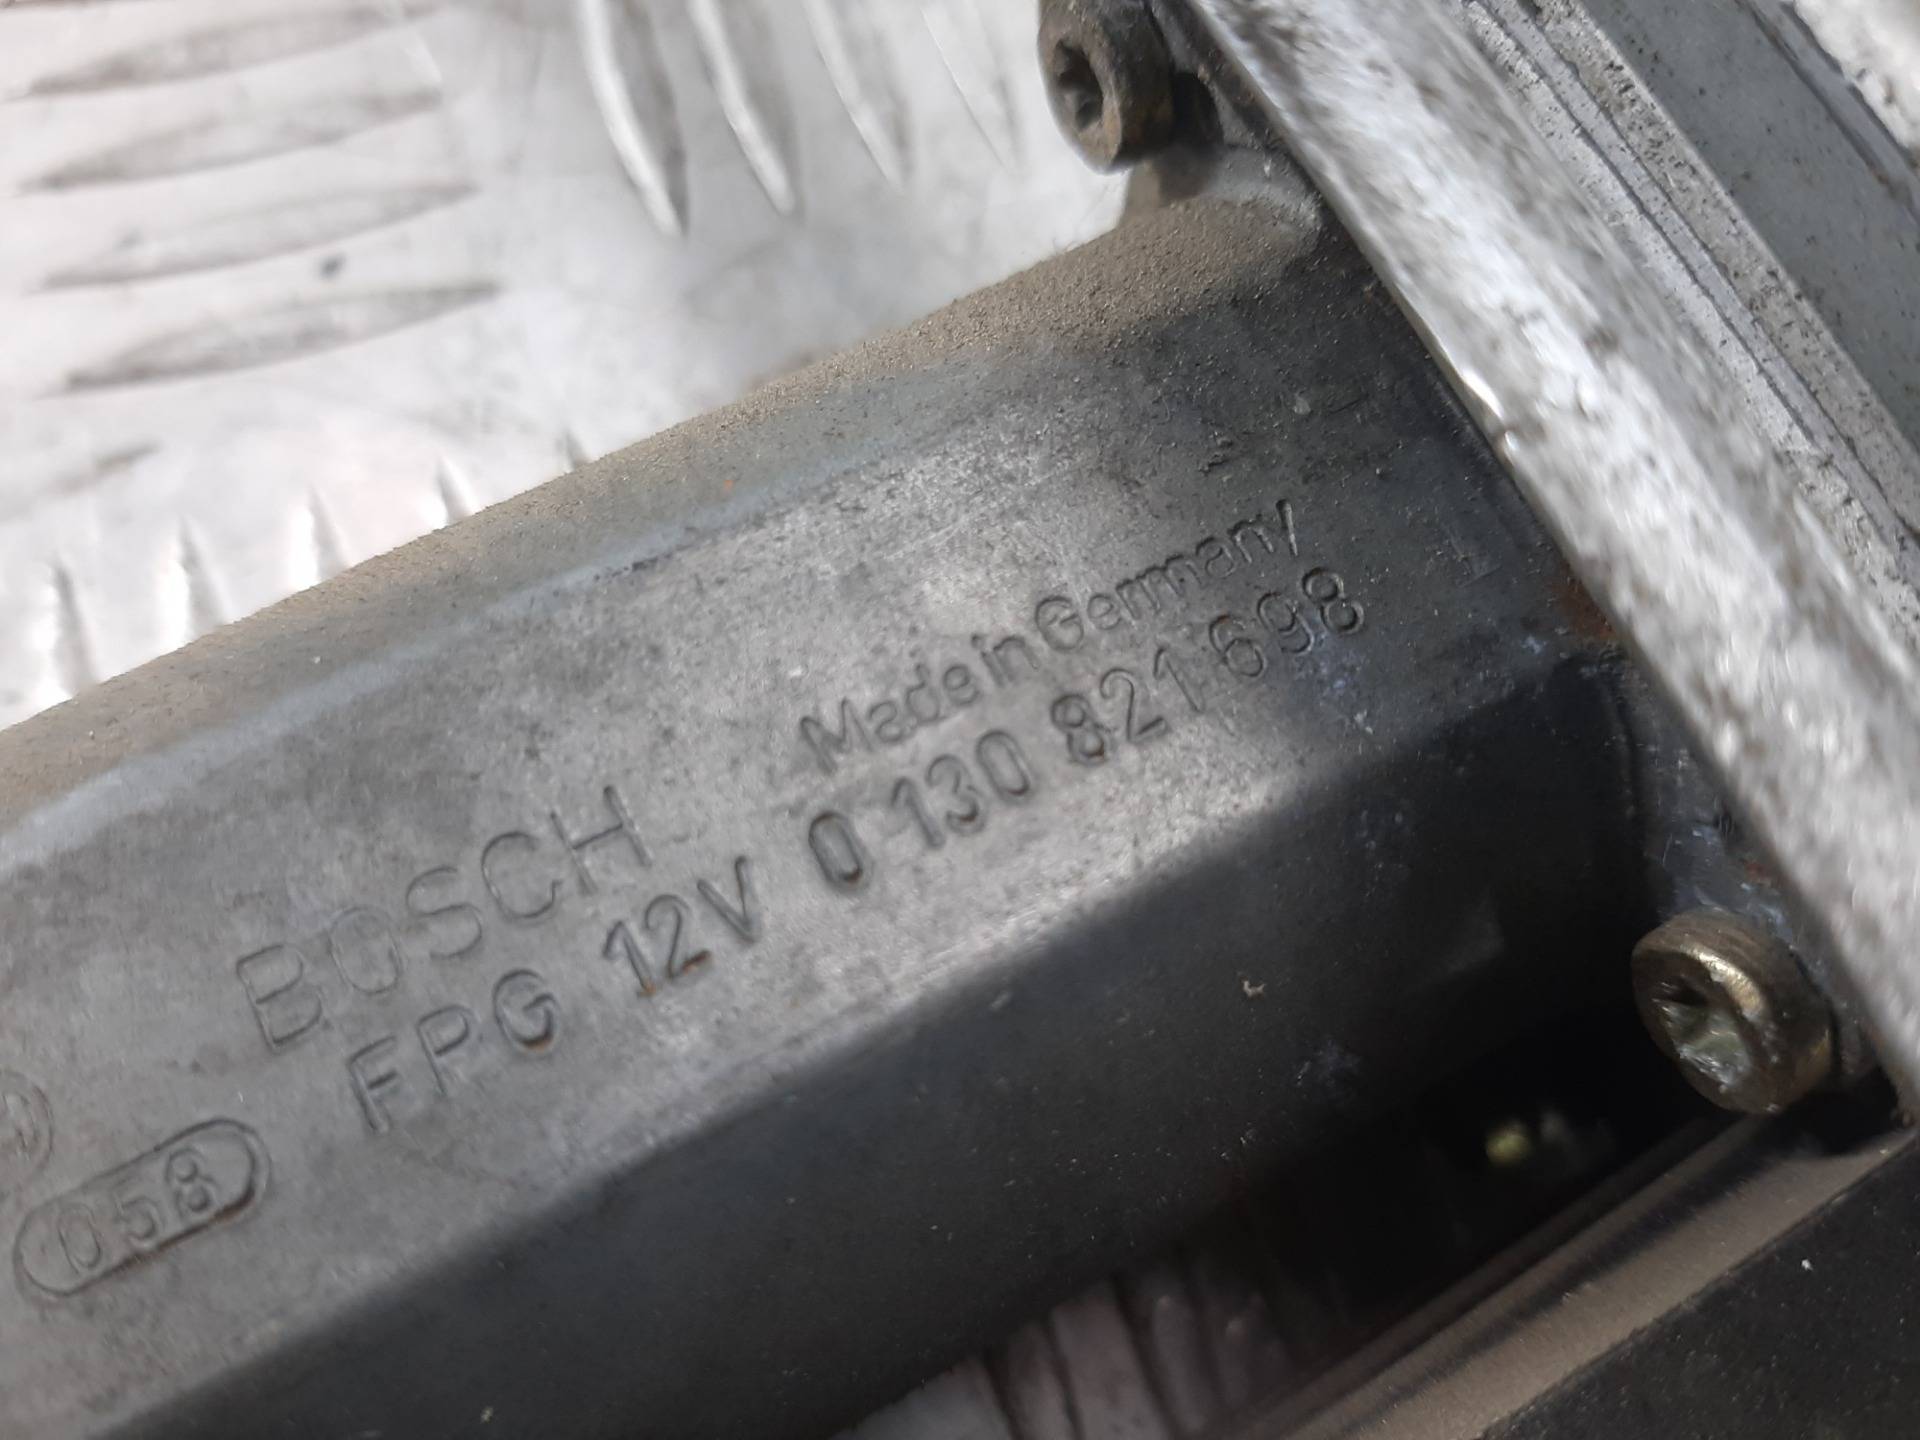 BOSCH Made in Germany
FPG 12V 0 130 821 698
058